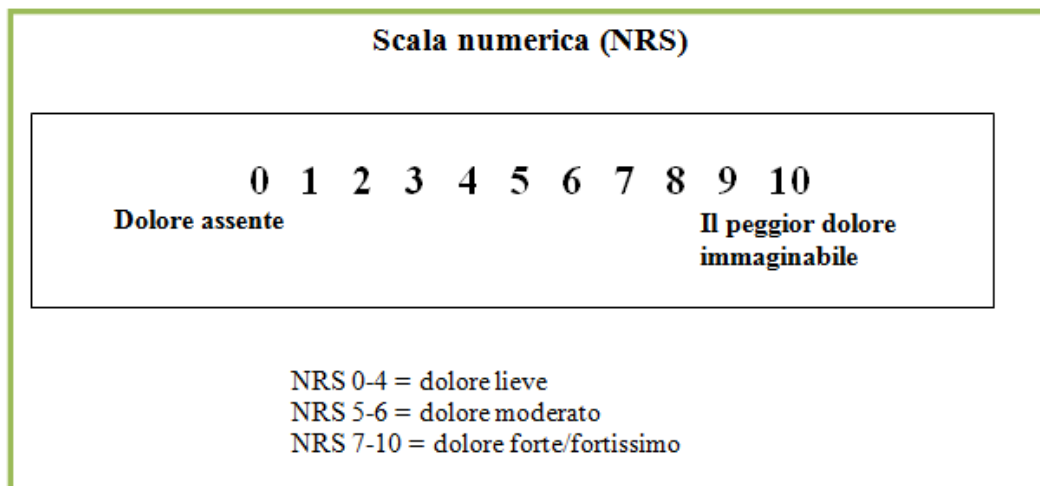 Scala numerica (NRS)
0 1 2 3 4 5 6 7 8 9 10
Dolore assente
Il peggior dolore
immaginabile
NRS 0-4 = dolore lieve
NRS 5-6 = dolore moderato
NRS 7-10 = dolore forte/fortissimo